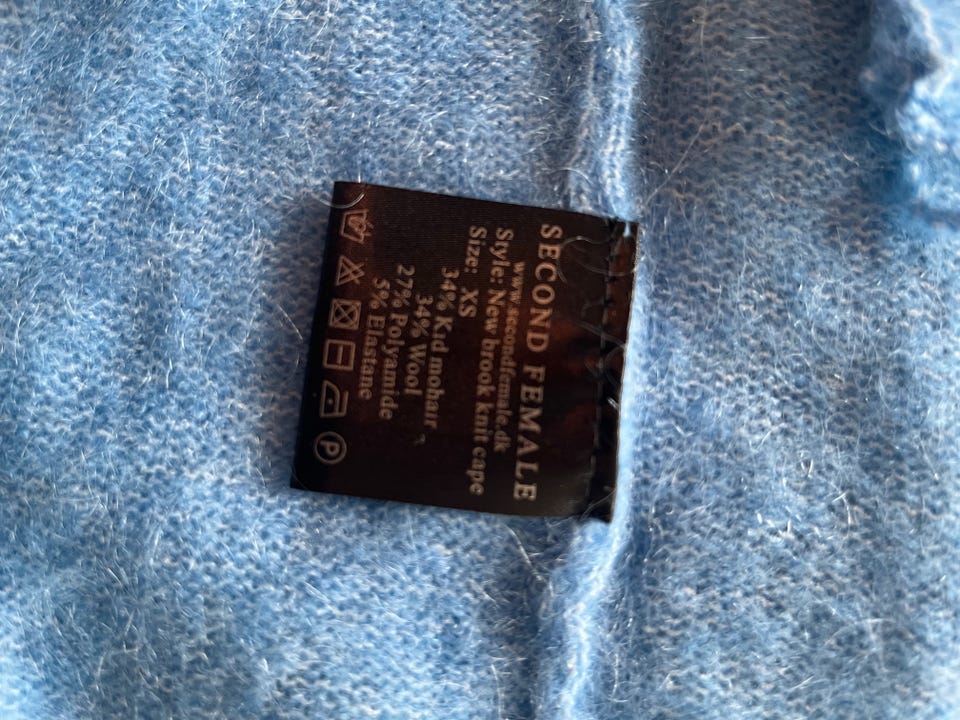 SECOND FEMALE
www.secondfemale.dk
Style: New brook knit cape
Size: XS
34% Kid mohair
34% Wool
27% Polyamide
5% Elastane
P